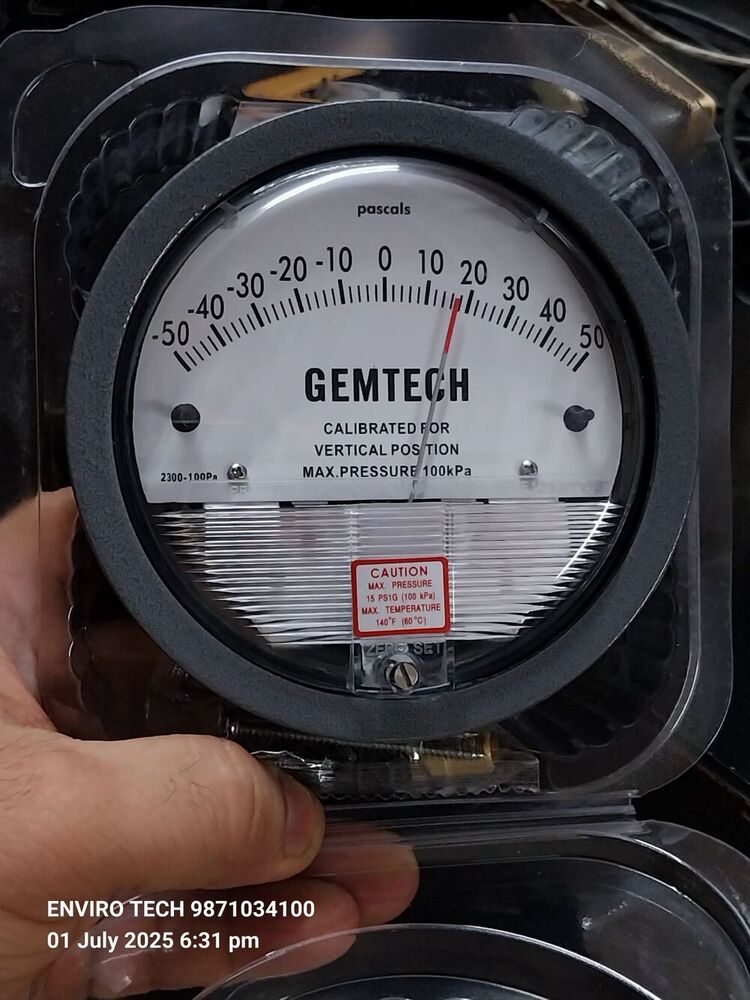 pascals
-50 -40 -30 -20 -10 0 10 20 30 40 50
GEMTECH
CALIBRATED FOR
VERTICAL POSITION
MAX.PRESSURE 100kPa
2300-100Pa
CAUTION
MAX. PRESSURE
15 PS1G (100 kPa)
MAX. TEMPERATURE
140°F (60°C)
ZERO SET
ENVIRO TECH 9871034100
01 July 2025 6:31 pm